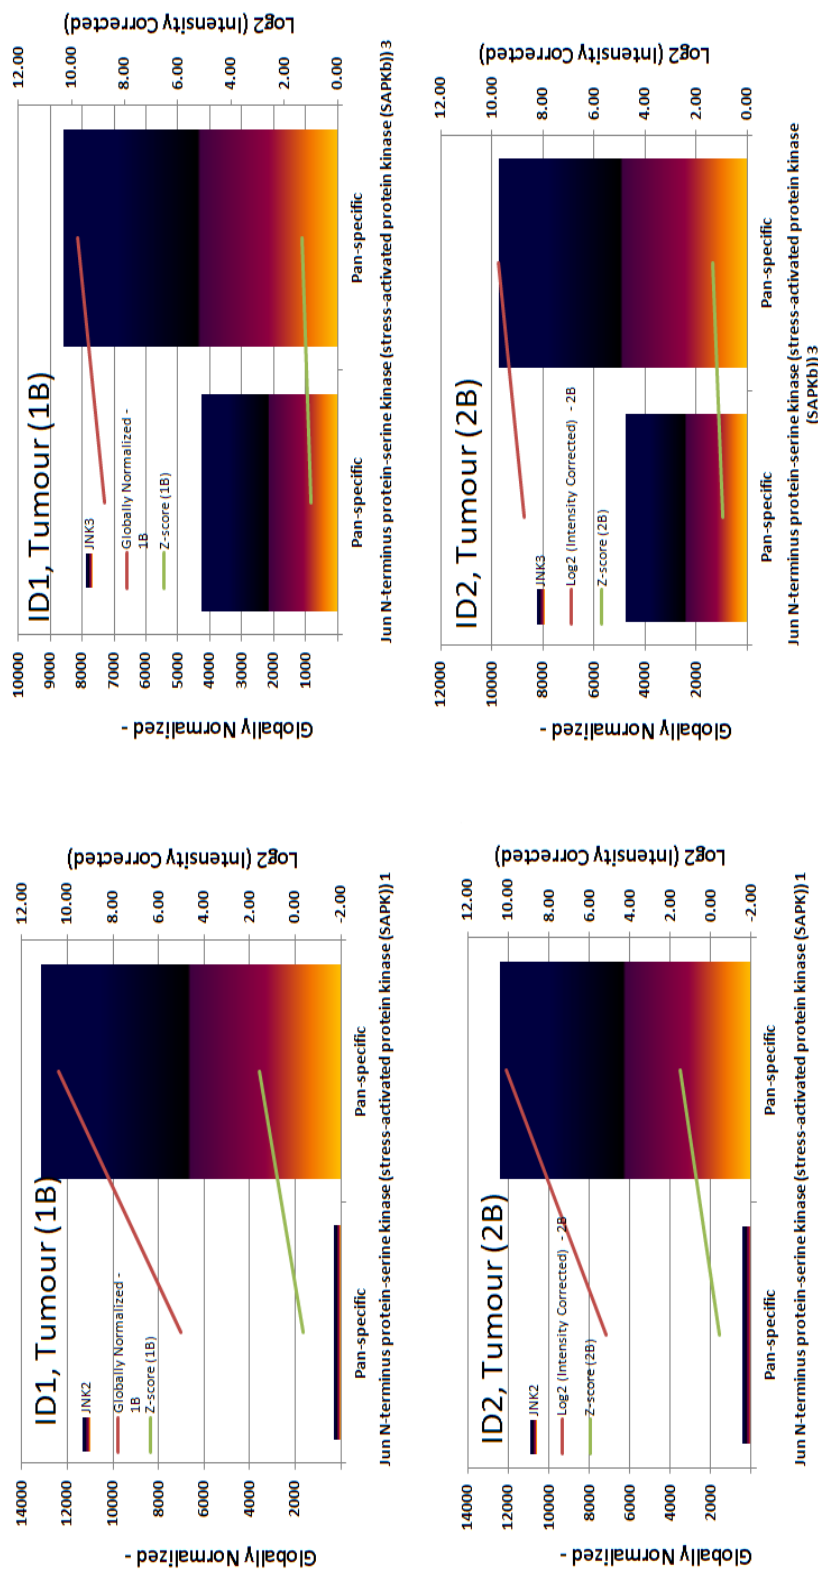 ID1, Tumour (1B)
Globally Normalized -
14000
12000
10000
8000
6000
4000
2000
JNK2
Globally Normalized -
1B
Z-score (1B)
12.00
10.00
8.00
6.00
4.00
2.00
0.00
-2.00
Log2 (Intensity Corrected)
Pan-specific
Pan-specific
Jun N-terminus protein-serine kinase (stress-activated protein kinase (SAPK)) 1
ID1, Tumour (1B)
Globally Normalized -
10000
9000
8000
7000
6000
5000
4000
3000
2000
1000
JNK3
Globally Normalized -
1B
Z-score (1B)
12.00
10.00
8.00
6.00
4.00
2.00
0.00
Log2 (Intensity Corrected)
Pan-specific
Pan-specific
Jun N-terminus protein-serine kinase (stress-activated protein kinase (SAPKb)) 3
ID2, Tumour (2B)
Globally Normalized -
14000
12000
10000
8000
6000
4000
2000
JNK2
Log2 (Intensity Corrected) - 2B
Z-score (2B)
14.00
12.00
10.00
8.00
6.00
4.00
2.00
0.00
-2.00
Log2 (Intensity Corrected)
Pan-specific
Pan-specific
Jun N-terminus protein-serine kinase (stress-activated protein kinase (SAPK)) 1
ID2, Tumour (2B)
Globally Normalized -
12000
10000
8000
6000
4000
2000
JNK3
Log2 (Intensity Corrected) - 2B
Z-score (2B)
12.00
10.00
8.00
6.00
4.00
2.00
0.00
Log2 (Intensity Corrected)
Pan-specific
Pan-specific
Jun N-terminus protein-serine kinase (stress-activated protein kinase
(SAPKb)) 3